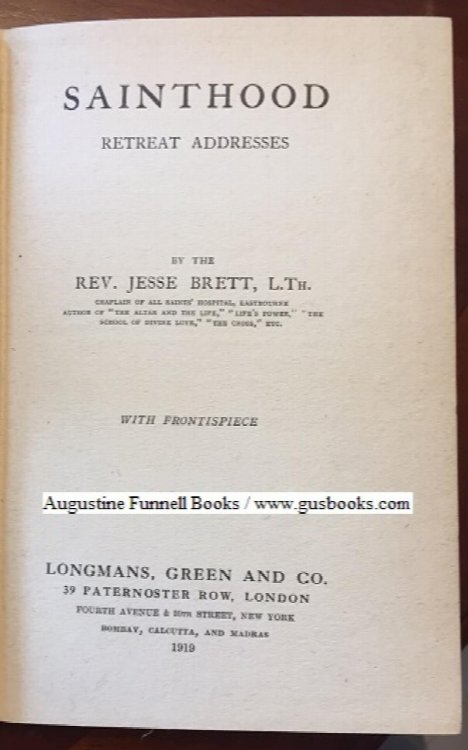 SAINTHOOD
RETREAT ADDRESSES
BY THE
REV. JESSE BRETT, L.TH.
CHAPLAIN OF ALL SAINTS' HOSPITAL, EASTBOURNE
AUTHOR OF "THE ALTAR AND THE LIFE," "LIFE'S POWER," "THE
SCHOOL OF DIVINE LOVE," "THE CROSS," ETC.
WITH FRONTISPIECE
Augustine Funnell Books / www.gusbooks.com
LONGMANS, GREEN AND CO.
39 PATERNOSTER ROW, LONDON
FOURTH AVENUE & 30TH STREET, NEW YORK
BOMBAY, CALCUTTA, AND MADRAS
1919